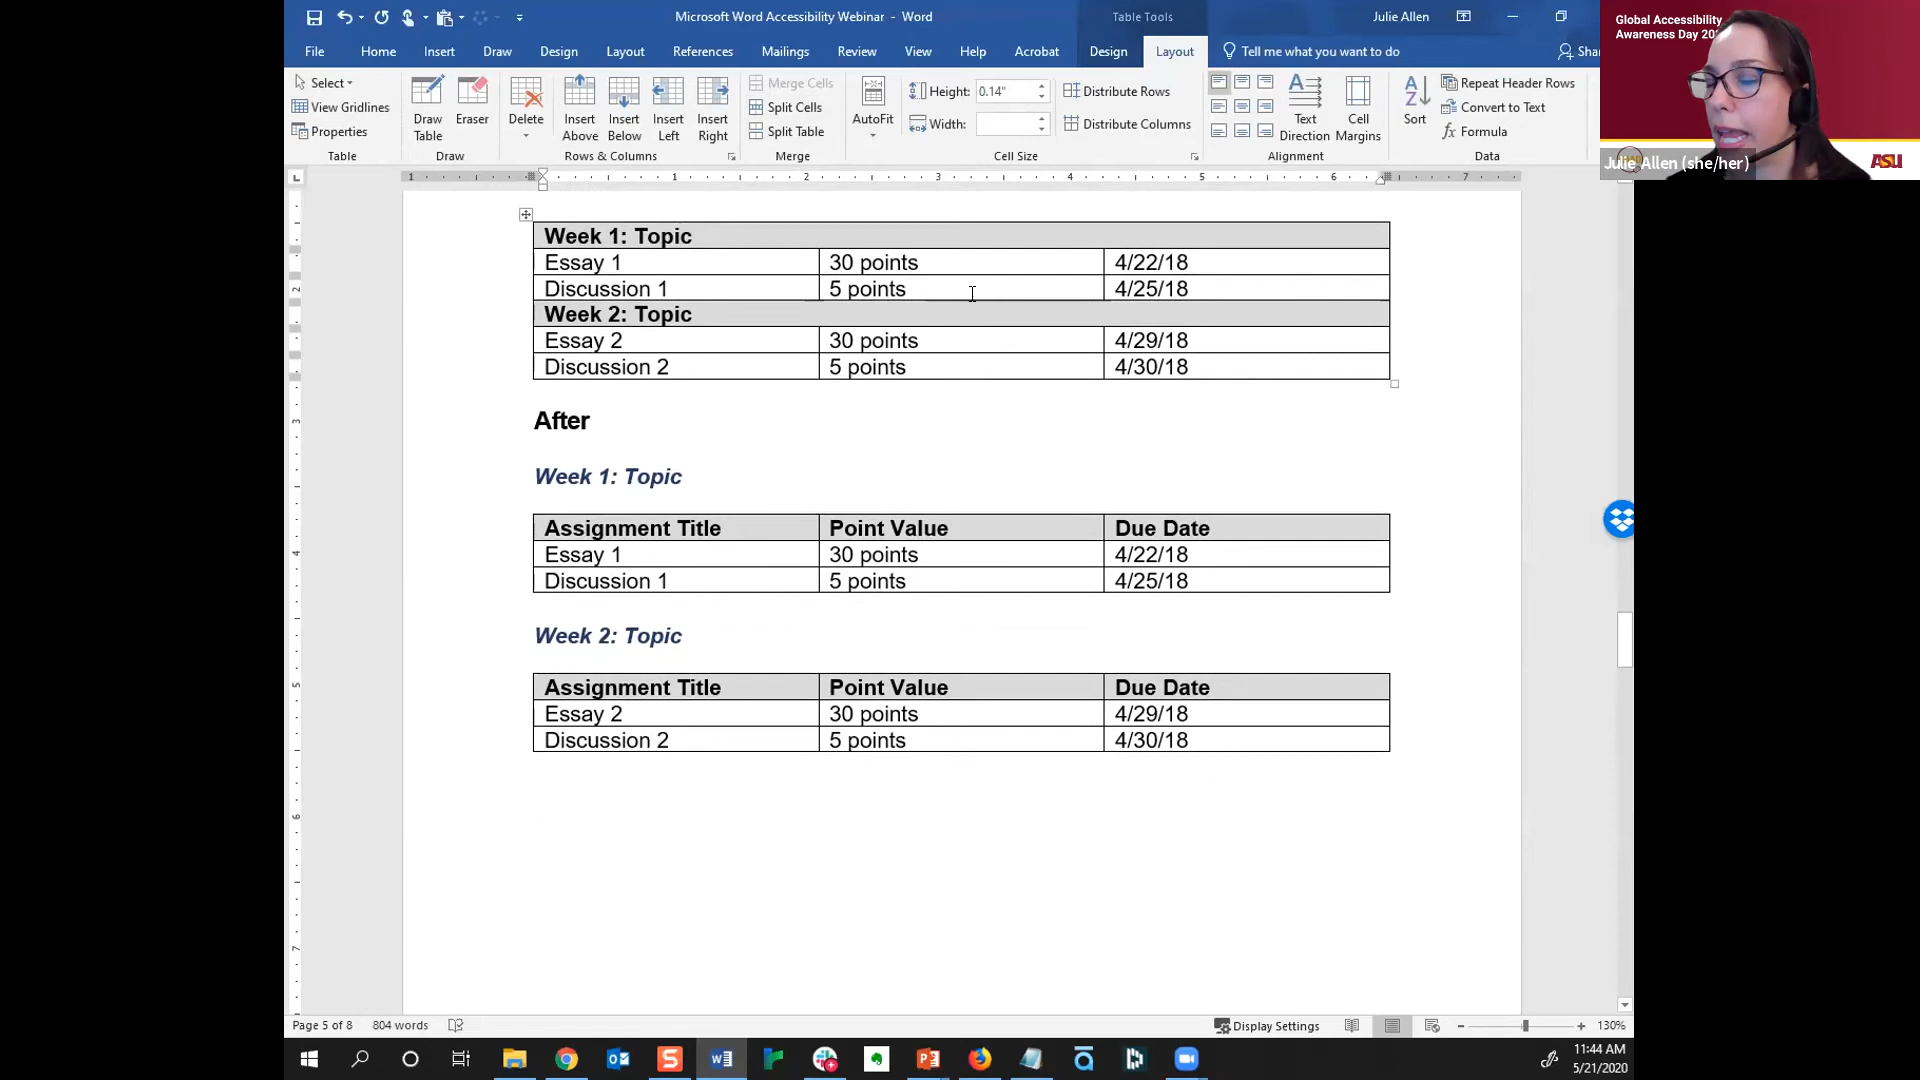 Microsoft Word Accessibility Webinar - Word
Table Tools
Julie Allen
File Home Insert Draw Design Layout References Mailings Review View Help Acrobat Design Layout Tell me what you want to do
Select
View Gridlines
Properties
Table
Draw Table
Eraser
Draw
Delete
Insert Above
Insert Below
Insert Left
Insert Right
Rows & Columns
Merge Cells
Split Cells
Split Table
Merge
AutoFit
Height: 0.14"
Width:
Distribute Rows
Distribute Columns
Cell Size
Text Direction
Cell Margins
Alignment
Sort
Repeat Header Rows
Convert to Text
Formula
Data
Global Accessibility
Awareness Day
Julie Allen (she/her)
ASU
1 1 2 3 4 5 6 7
Week 1: Topic
Essay 1 30 points 4/22/18
Discussion 1 5 points 4/25/18
Week 2: Topic
Essay 2 30 points 4/29/18
Discussion 2 5 points 4/30/18
After
Week 1: Topic
Assignment Title Point Value Due Date
Essay 1 30 points 4/22/18
Discussion 1 5 points 4/25/18
Week 2: Topic
Assignment Title Point Value Due Date
Essay 2 30 points 4/29/18
Discussion 2 5 points 4/30/18
Page 5 of 8 804 words
Display Settings
130%
11:44 AM
5/21/2020